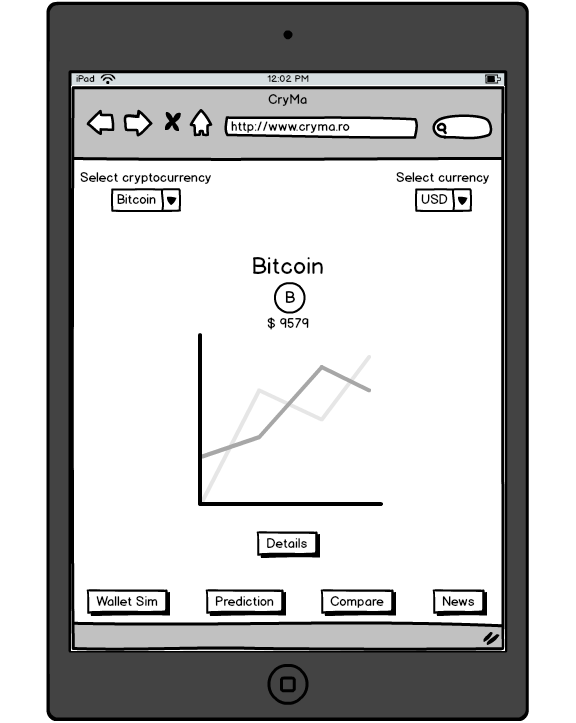 iPad 12:02 PM
CryMa
http://www.cryma.ro
Select cryptocurrency Select currency
Bitcoin USD
Bitcoin
B
$ 9579
Details
Wallet Sim Prediction Compare News